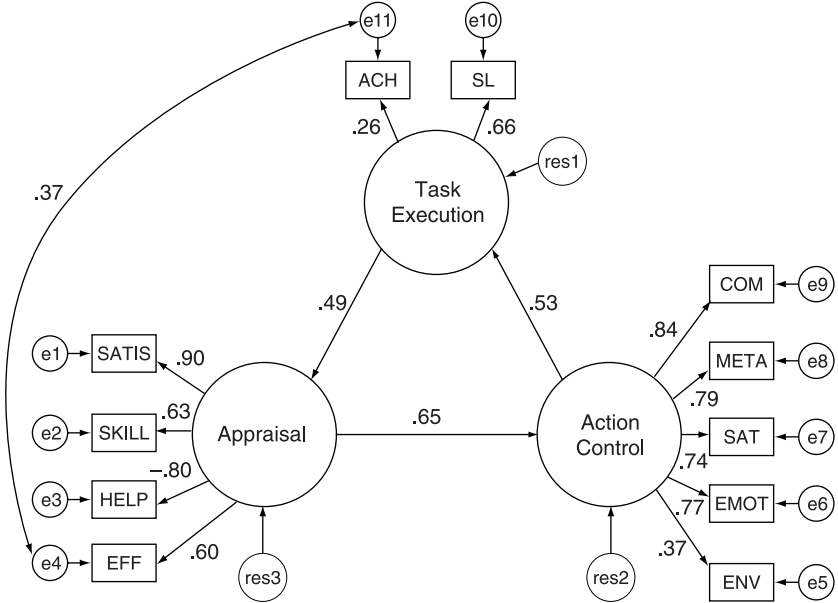 e11
e10
ACH
SL
.26
.66
res1
Task
Execution
.37
.49
.53
COM
e9
.84
META
e8
.79
SAT
e7
.74
EMOT
e6
.77
.37
ENV
e5
e1
SATIS
.90
e2
SKILL
.63
Appraisal
.65
Action
Control
e3
HELP
−.80
e4
EFF
.60
res3
res2